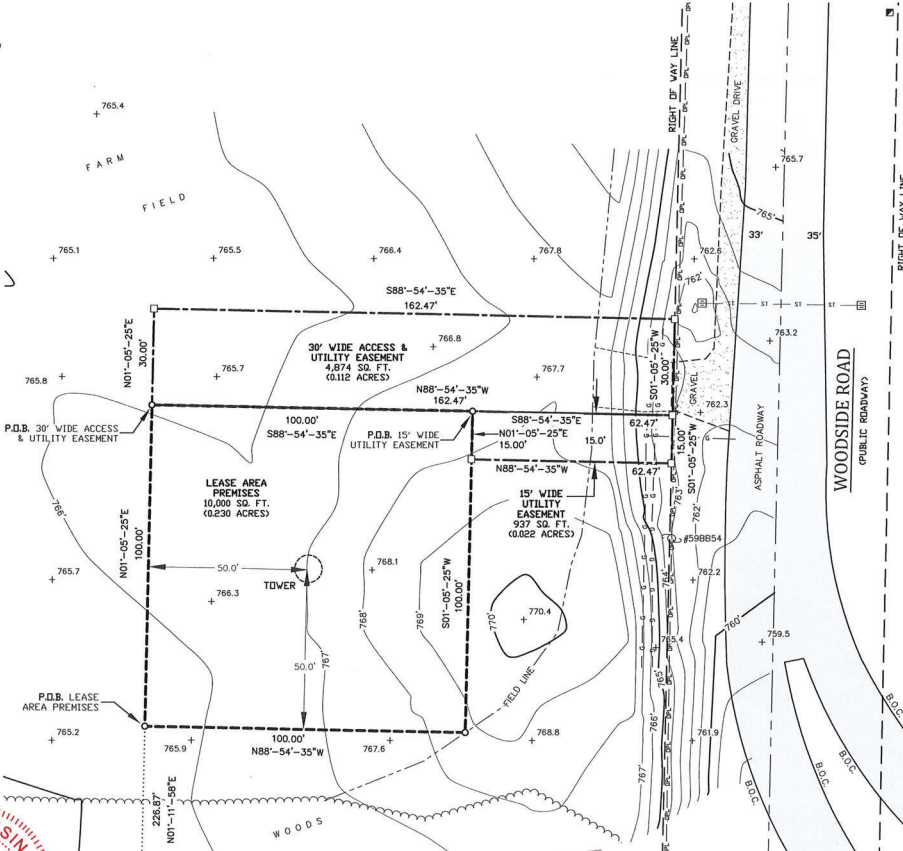 RIGHT OF WAY LINE
GRAVEL DRIVE
765.4
765.7
FARM
FIELD
765'
33'
35'
RIGHT OF WAY LINE
765.1
765.5
766.4
767.8
762.6
762'
S88°-54'-35"E
162.47'
ST
ST
ST
N01°-05'-25"E
30.00'
30' WIDE ACCESS &
UTILITY EASEMENT
4,874 SQ. FT.
(0.112 ACRES)
766.8
763.2
S01°-05'-25"W
30.00'
765.8
765.7
767.7
N88°-54'-35"W
162.47'
GRAVEL
762.3
WOODSIDE ROAD
(PUBLIC ROADWAY)
P.O.B. 30' WIDE ACCESS
& UTILITY EASEMENT
100.00'
S88°-54'-35"E
P.O.B. 15' WIDE
UTILITY EASEMENT
S88°-54'-35"E
62.47'
N01°-05'-25"E
15.00'
15.0'
15.00'
S01°-05'-25"W
N88°-54'-35"W
62.47'
ASPHALT ROADWAY
LEASE AREA
PREMISES
10,000 SQ. FT.
(0.230 ACRES)
15' WIDE
UTILITY
EASEMENT
937 SQ. FT.
(0.022 ACRES)
763'
762'
766'
N01°-05'-25"E
100.00'
#59BB54
50.0'
TOWER
768.1
S01°-05'-25"W
100.00'
764'
762.2
765.7
766.3
768'
769'
770'
770.4
760'
759.5
765.4
50.0'
767'
FIELD LINE
765'
P.O.B. LEASE
AREA PREMISES
766'
B.O.C.
765.2
765.9
767.6
768.8
761.9
100.00'
N88°-54'-35"W
767'
B.O.C.
B.O.C.
B.O.C.
226.87'
N01°-11'-58"E
WOODS
SIN